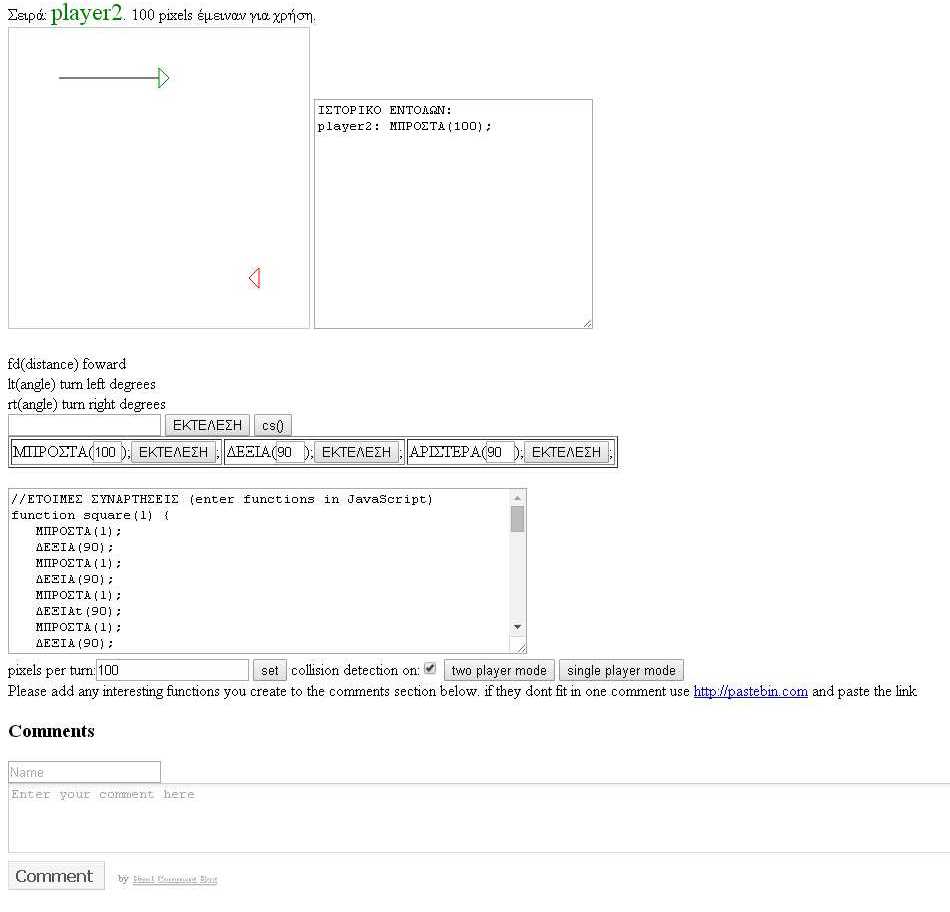 Σειρά: player2. 100 pixels έμειναν για χρήση.
ΙΣΤΟΡΙΚΟ ΕΝΤΟΛΩΝ:
player2: ΜΠΡΟΣΤΑ(100);
fd(distance) foward
lt(angle) turn left degrees
rt(angle) turn right degrees
ΕΚΤΕΛΕΣΗ cs()
ΜΠΡΟΣΤΑ(100);ΕΚΤΕΛΕΣΗ; ΔΕΞΙΑ(90);ΕΚΤΕΛΕΣΗ; ΑΡΙΣΤΕΡΑ(90);ΕΚΤΕΛΕΣΗ;
//ΕΤΟΙΜΕΣ ΣΥΝΑΡΤΗΣΕΙΣ (enter functions in JavaScript)
function square(l) {
ΜΠΡΟΣΤΑ(l);
ΔΕΞΙΑ(90);
ΜΠΡΟΣΤΑ(l);
ΔΕΞΙΑ(90);
ΜΠΡΟΣΤΑ(l);
ΔΕΞΙΑt(90);
ΜΠΡΟΣΤΑ(l);
ΔΕΞΙΑ(90);
pixels per turn:100 set collision detection on: two player mode single player mode
Please add any interesting functions you create to the comments section below. if they dont fit in one comment use http://pastebin.com and paste the link
Comments
Name
Enter your comment here
Comment by Html Comment Box